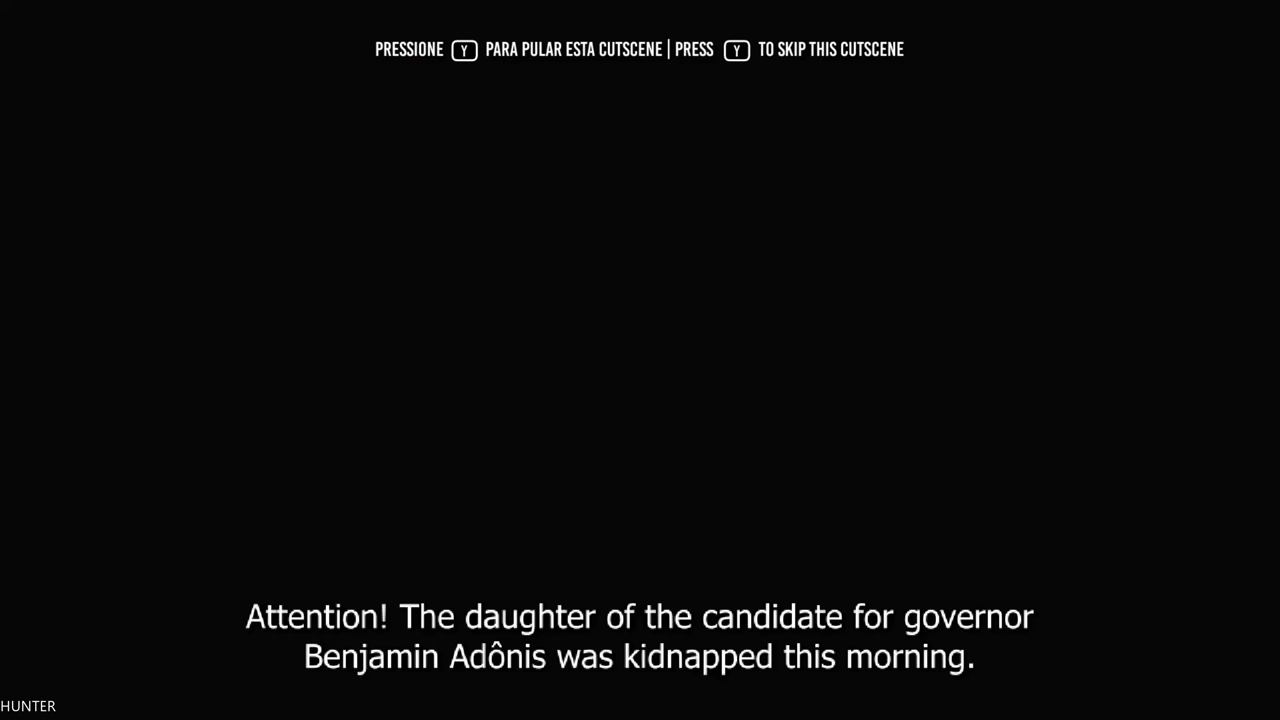 PRESSIONE Y PARA PULAR ESTA CUTSCENE | PRESS Y TO SKIP THIS CUTSCENE
Attention! The daughter of the candidate for governor
Benjamin Adônis was kidnapped this morning.
HUNTER